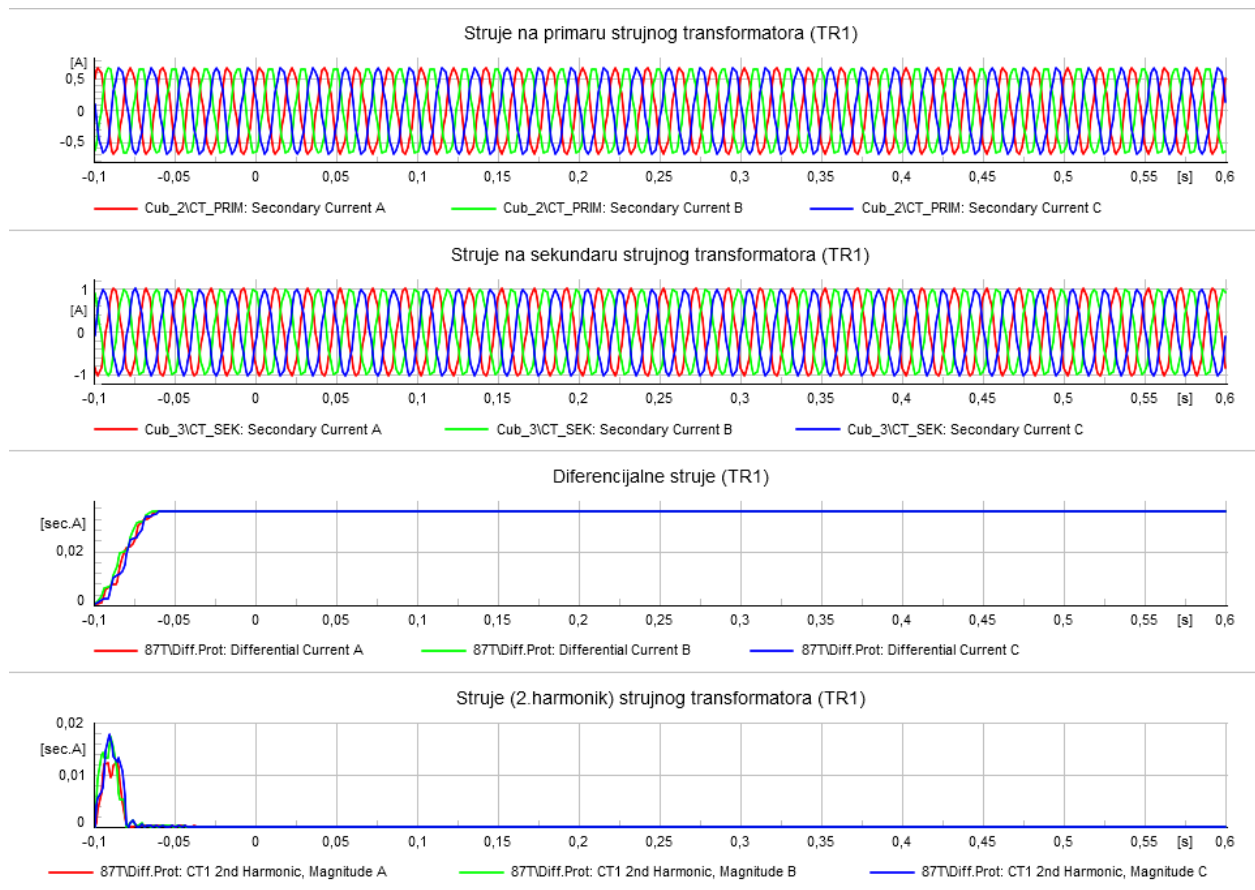 Struje na primaru strujnog transformatora (TR1)
[A]
0,5
0
-0,5
-0,1 -0,05 0 0,05 0,1 0,15 0,2 0,25 0,3 0,35 0,4 0,45 0,5 0,55 [s] 0,6
Cub_2\CT_PRIM: Secondary Current A Cub_2\CT_PRIM: Secondary Current B Cub_2\CT_PRIM: Secondary Current C
Struje na sekundaru strujnog transformatora (TR1)
1
[A]
0
-1
-0,1 -0,05 0 0,05 0,1 0,15 0,2 0,25 0,3 0,35 0,4 0,45 0,5 0,55 [s] 0,6
Cub_3\CT_SEK: Secondary Current A Cub_3\CT_SEK: Secondary Current B Cub_3\CT_SEK: Secondary Current C
Diferencijalne struje (TR1)
[sec.A]
0,02
0
-0,1 -0,05 0 0,05 0,1 0,15 0,2 0,25 0,3 0,35 0,4 0,45 0,5 0,55 [s] 0,6
87T\Diff.Prot: Differential Current A 87T\Diff.Prot: Differential Current B 87T\Diff.Prot: Differential Current C
Struje (2.harmonik) strujnog transformatora (TR1)
0,02
[sec.A]
0,01
0
-0,1 -0,05 0 0,05 0,1 0,15 0,2 0,25 0,3 0,35 0,4 0,45 0,5 0,55 [s] 0,6
87T\Diff.Prot: CT1 2nd Harmonic, Magnitude A 87T\Diff.Prot: CT1 2nd Harmonic, Magnitude B 87T\Diff.Prot: CT1 2nd Harmonic, Magnitude C